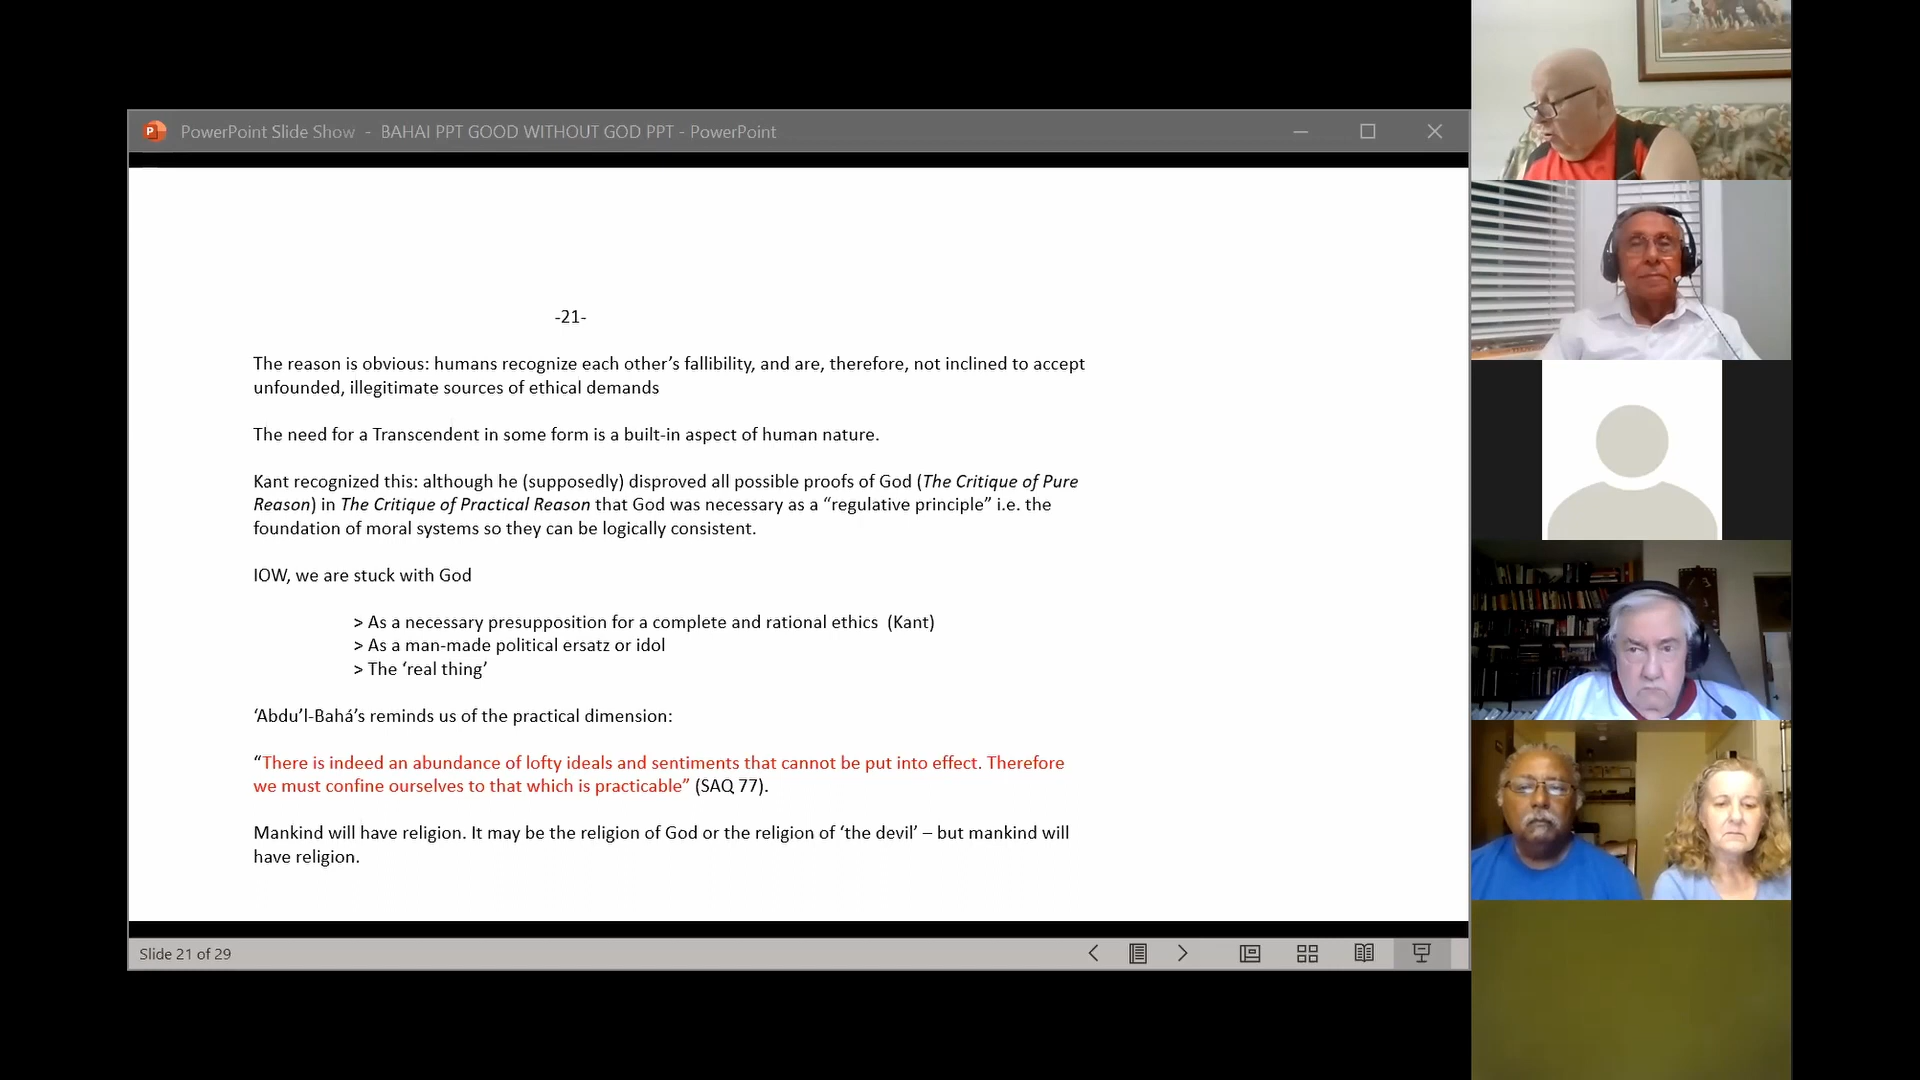 PowerPoint Slide Show - BAHAI PPT GOOD WITHOUT GOD PPT - PowerPoint
-21-
The reason is obvious: humans recognize each other’s fallibility, and are, therefore, not inclined to accept
unfounded, illegitimate sources of ethical demands
The need for a Transcendent in some form is a built-in aspect of human nature.
Kant recognized this: although he (supposedly) disproved all possible proofs of God (The Critique of Pure
Reason) in The Critique of Practical Reason that God was necessary as a “regulative principle” i.e. the
foundation of moral systems so they can be logically consistent.
IOW, we are stuck with God
> As a necessary presupposition for a complete and rational ethics (Kant)
> As a man-made political ersatz or idol
> The ‘real thing’
‘Abdu’l-Bahá’s reminds us of the practical dimension:
“There is indeed an abundance of lofty ideals and sentiments that cannot be put into effect. Therefore
we must confine ourselves to that which is practicable” (SAQ 77).
Mankind will have religion. It may be the religion of God or the religion of ‘the devil’ – but mankind will
have religion.
Slide 21 of 29